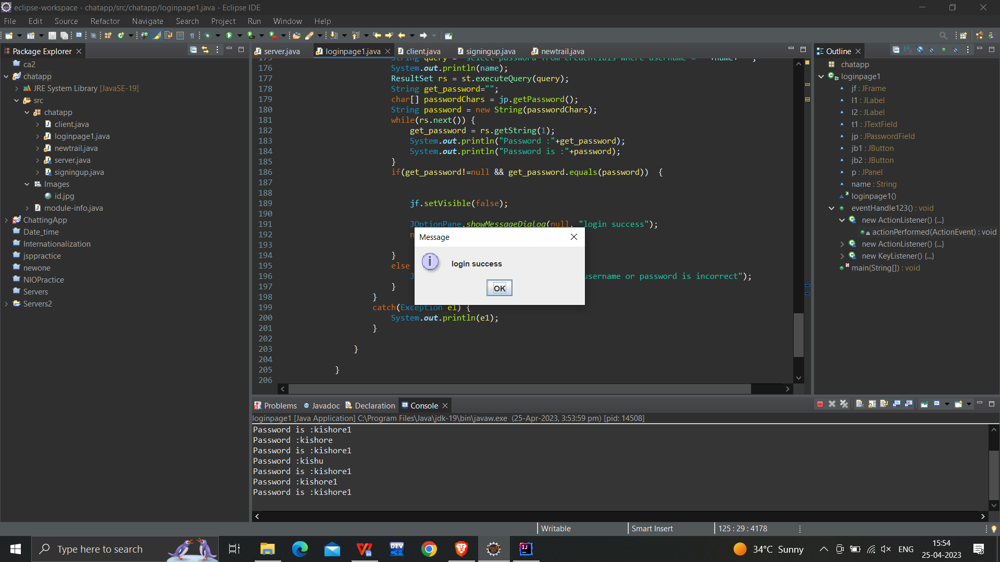 eclipse-workspace - chatapp/src/chatapp/loginpage1.java - Eclipse IDE
File Edit Source Refactor Navigate Search Project Run Window Help
Package Explorer
ca2
chatapp
JRE System Library [JavaSE-19]
src
chatapp
client.java
loginpage1.java
newtrail.java
server.java
signingup.java
Images
id.jpg
module-info.java
ChattingApp
Date_time
Internationalization
jsppractice
newone
NIOPractice
Servers
Servers2
server.java loginpage1.java client.java signingup.java newtrail.java
176 System.out.println(name);
177 ResultSet rs = st.executeQuery(query);
178 String get_password="";
179 char[] passwordChars = jp.getPassword();
180 String password = new String(passwordChars);
181 while(rs.next()) {
182 get_password = rs.getString(1);
183 System.out.println("Password :"+get_password);
184 System.out.println("Password is :"+password);
185 }
186 if(get_password!=null && get_password.equals(password)) {
187
188
189 jf.setVisible(false);
190
191 JOptionPane.showMessageDialog(null, "login success");
192 n
193
194 }
195 else
196 J username or password is incorrect");
197 }
198 }
199 catch(Exception e1) {
200 System.out.println(e1);
201 }
202
203 }
204
205 }
206
Message
login success
OK
Outline
chatapp
loginpage1
jf : JFrame
l1 : JLabel
l2 : JLabel
t1 : JTextField
jp : JPasswordField
jb1 : JButton
jb2 : JButton
p : JPanel
name : String
loginpage1()
eventHandle123() : void
new ActionListener() {...}
actionPerformed(ActionEvent) : void
new ActionListener() {...}
new KeyListener() {...}
main(String[]) : void
Problems Javadoc Declaration Console
loginpage1 [Java Application] C:\Program Files\Java\jdk-19\bin\javaw.exe (25-Apr-2023, 3:53:59 pm) [pid: 14508]
Password is :kishore1
Password :kishore
Password is :kishore1
Password :kishu
Password is :kishore1
Password :kishore1
Password is :kishore1
Writable Smart Insert 125 : 29 : 4178
Type here to search
DEV
IJ
34°C Sunny
ENG
15:54
25-04-2023